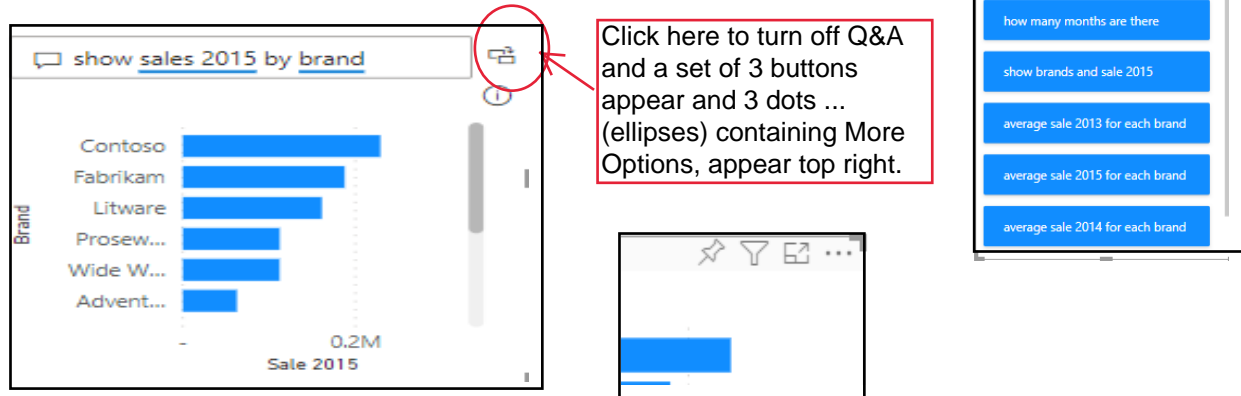 show sales 2015 by brand
Contoso
Fabrikam
Litware
Prosew...
Wide W...
Advent...
Brand
-
0.2M
Sale 2015
Click here to turn off Q&A
and a set of 3 buttons
appear and 3 dots ...
(ellipses) containing More
Options, appear top right.
how many months are there
show brands and sale 2015
average sale 2013 for each brand
average sale 2015 for each brand
average sale 2014 for each brand